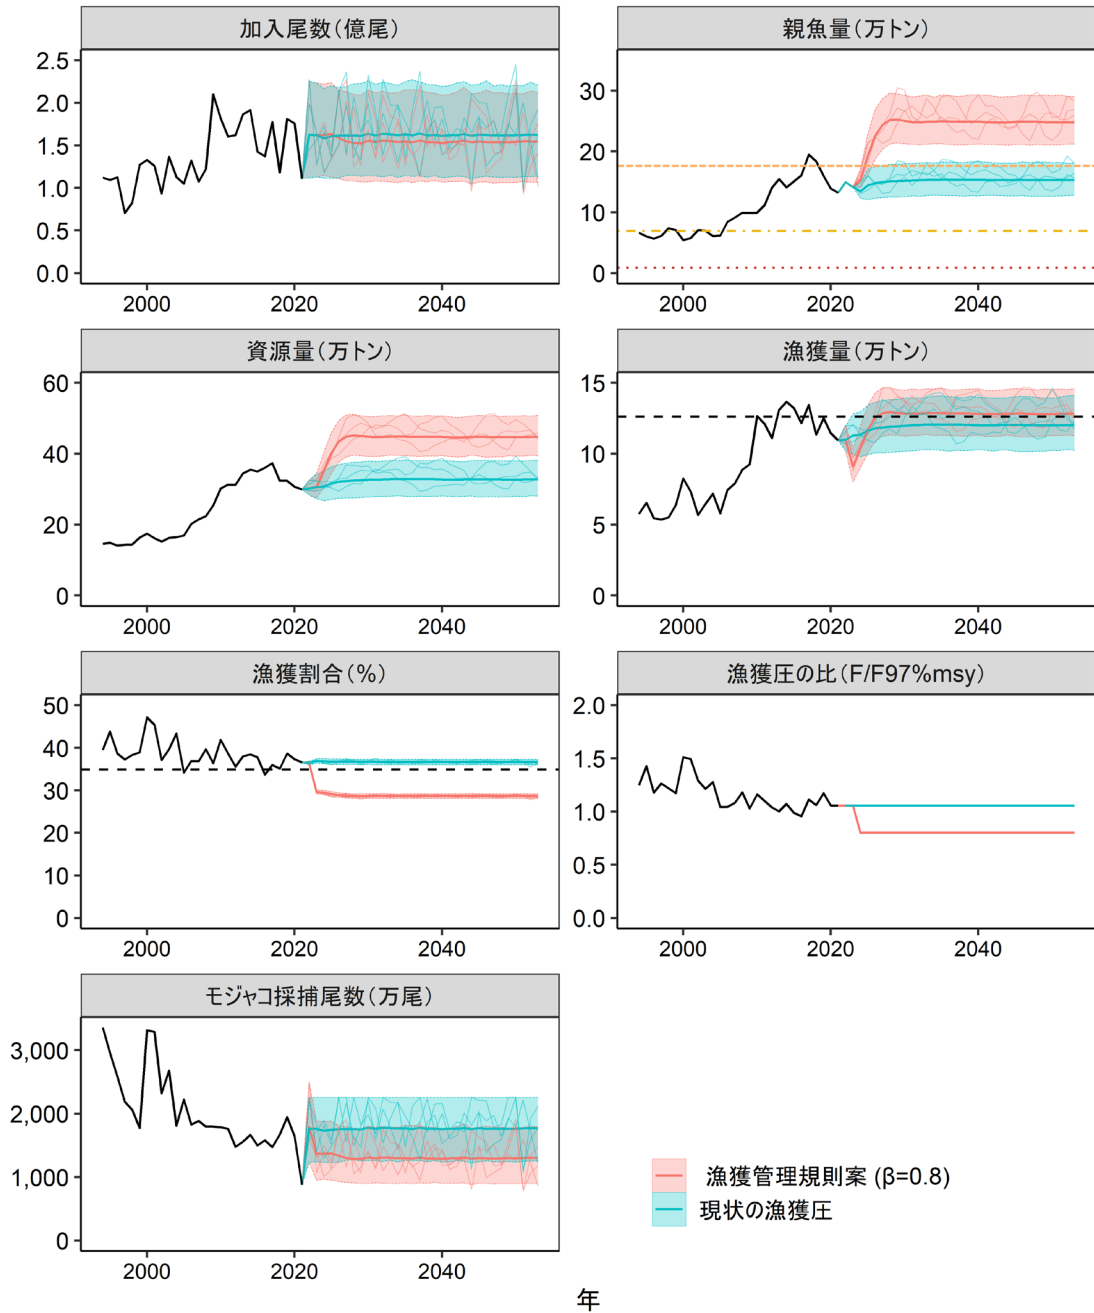 加入尾数（億尾）
2.5
2.0
1.5
1.0
0.5
0.0
2000 2020 2040
親魚量（万トン）
30
20
10
0
2000 2020 2040
資源量（万トン）
60
40
20
0
2000 2020 2040
漁獲量（万トン）
15
10
5
0
2000 2020 2040
漁獲割合（%）
50
40
30
20
10
0
2000 2020 2040
漁獲圧の比（F/F97%msy）
2.0
1.5
1.0
0.5
0.0
2000 2020 2040
モジャコ採捕尾数（万尾）
3,000
2,000
1,000
0
2000 2020 2040
漁獲管理規則案 (β=0.8)
現状の漁獲圧
年